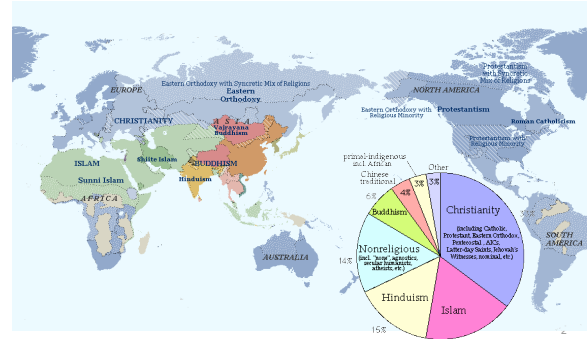 Protestantism
with Syncretic
Mix of Religions
EUROPE
Eastern Orthodoxy with Syncretic Mix of Religions
Eastern
Orthodoxy
NORTH AMERICA
Eastern Orthodoxy with
Religious Minority
Protestantism
Roman Catholicism
CHRISTIANITY
ASIA
Vajrayana
Buddhism
Protestantism with
Religious Minority
ISLAM
Shiite Islam
BUDDHISM
Sunni Islam
Hinduism
AFRICA
AUSTRALIA
SOUTH
AMERICA
primal-indigenous
incl. African
Other
Chinese
traditional
3%
3%
4%
6%
Buddhism
Christianity
(including Catholic,
Protestant, Eastern Orthodox,
Pentecostal, AICs,
Latter-day Saints, Jehovah's
Witnesses, nominal, etc.)
Nonreligious
(incl. "none", agnostics,
secular humanists,
atheists, etc.)
14%
Hinduism
Islam
15%